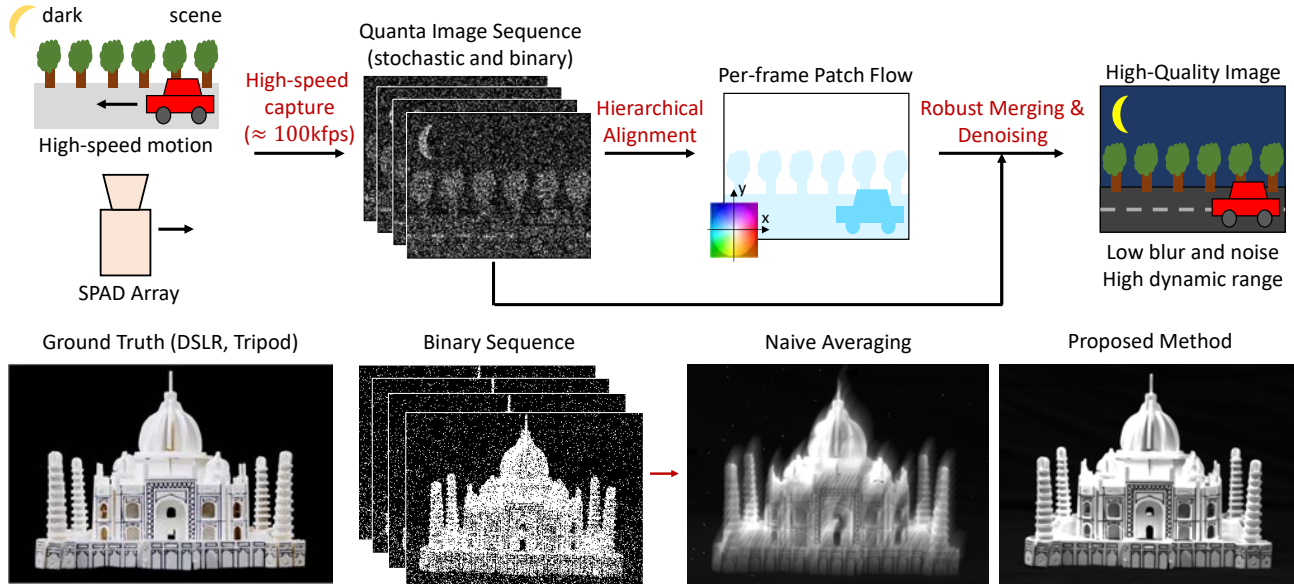 dark
scene
High-speed motion
SPAD Array
High-speed
capture
(≈ 100kfps)
Quanta Image Sequence
(stochastic and binary)
Hierarchical
Alignment
Per-frame Patch Flow
y
x
Robust Merging &
Denoising
High-Quality Image
Low blur and noise
High dynamic range
Ground Truth (DSLR, Tripod)
Binary Sequence
Naive Averaging
Proposed Method